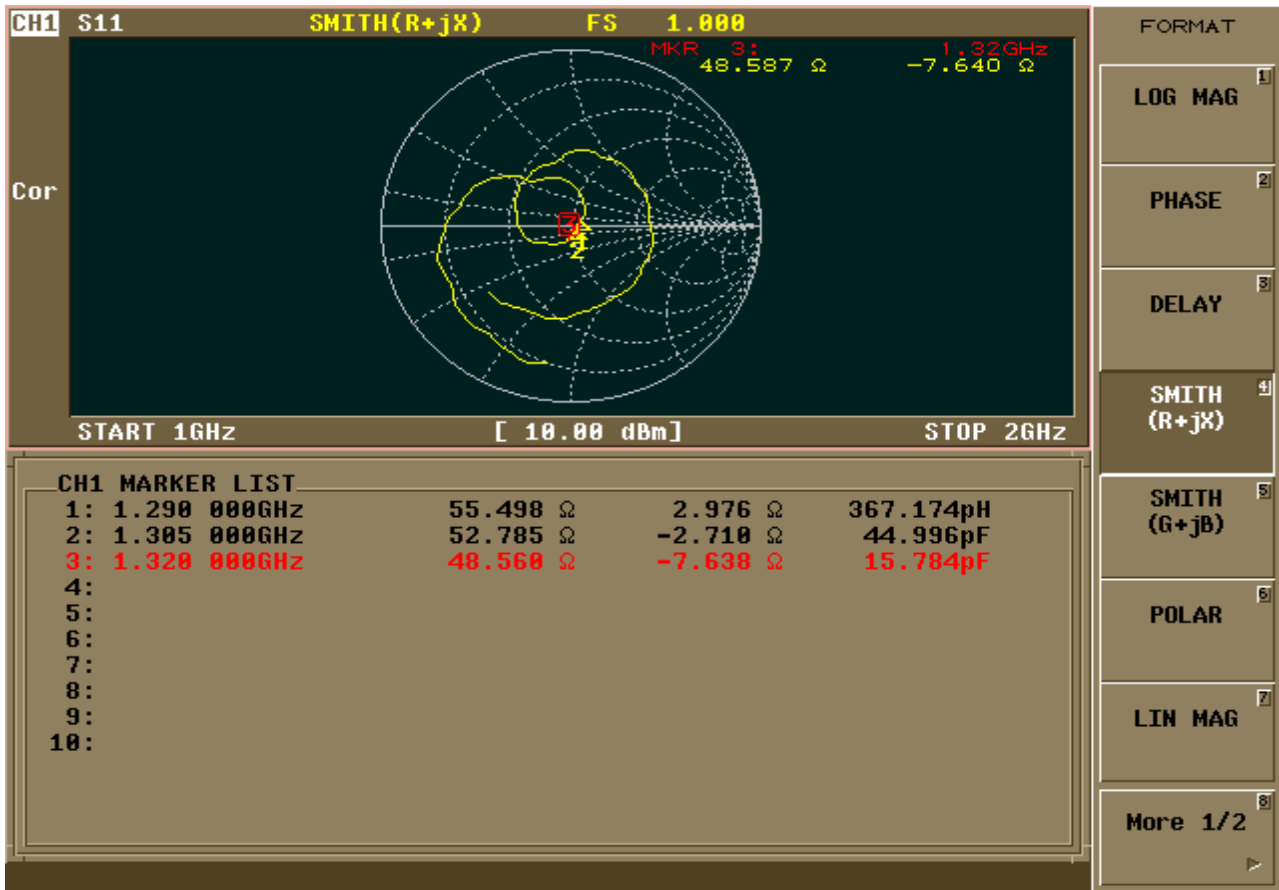 CH1 S11 SMITH(R+jX) FS 1.000
MKR 3: 1.32GHz
48.587 Ω -7.640 Ω
Cor
3
1
2
START 1GHz [ 10.00 dBm] STOP 2GHz
CH1 MARKER LIST
1: 1.290 000GHz 55.498 Ω 2.976 Ω 367.174pH
2: 1.305 000GHz 52.785 Ω -2.710 Ω 44.996pF
3: 1.320 000GHz 48.560 Ω -7.638 Ω 15.784pF
4:
5:
6:
7:
8:
9:
10:
FORMAT
1
LOG MAG
2
PHASE
3
DELAY
4
SMITH
(R+jX)
5
SMITH
(G+jB)
6
POLAR
7
LIN MAG
8
More 1/2